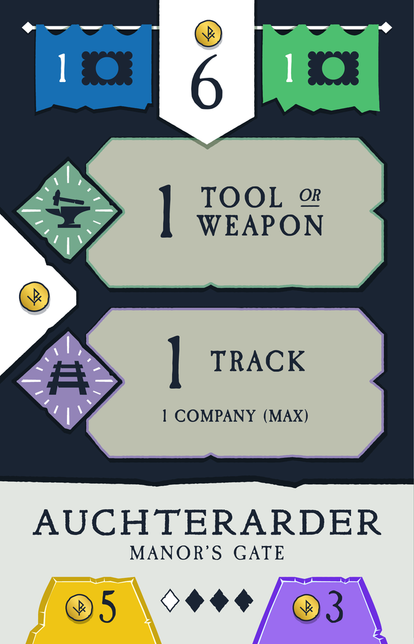 1
6
1
1 TOOL OR
WEAPON
1 TRACK
1 COMPANY (MAX)
AUCHTERARDER
MANOR'S GATE
5
3